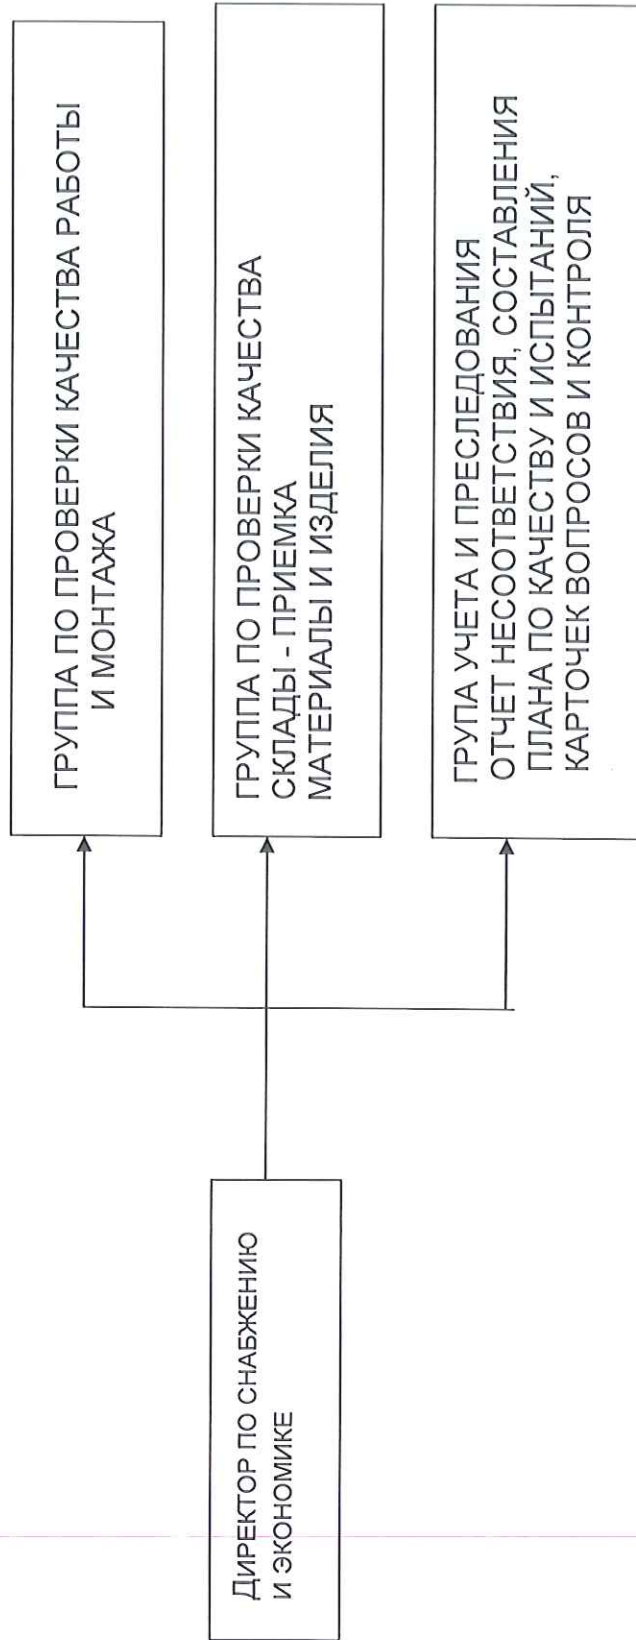 ДИРЕКТОР ПО СНАБЖЕНИЮ
И ЭКОНОМИКЕ
ГРУППА ПО ПРОВЕРКИ КАЧЕСТВА РАБОТЫ
И МОНТАЖА
ГРУППА ПО ПРОВЕРКИ КАЧЕСТВА
СКЛАДЫ - ПРИЕМКА
МАТЕРИАЛЫ И ИЗДЕЛИЯ
ГРУПА УЧЕТА И ПРЕСЛЕДОВАНИЯ
ОТЧЕТ НЕСООТВЕТСТВИЯ, СОСТАВЛЕНИЯ
ПЛАНА ПО КАЧЕСТВУ И ИСПЫТАНИЙ,
КАРТОЧЕК ВОПРОСОВ И КОНТРОЛЯ